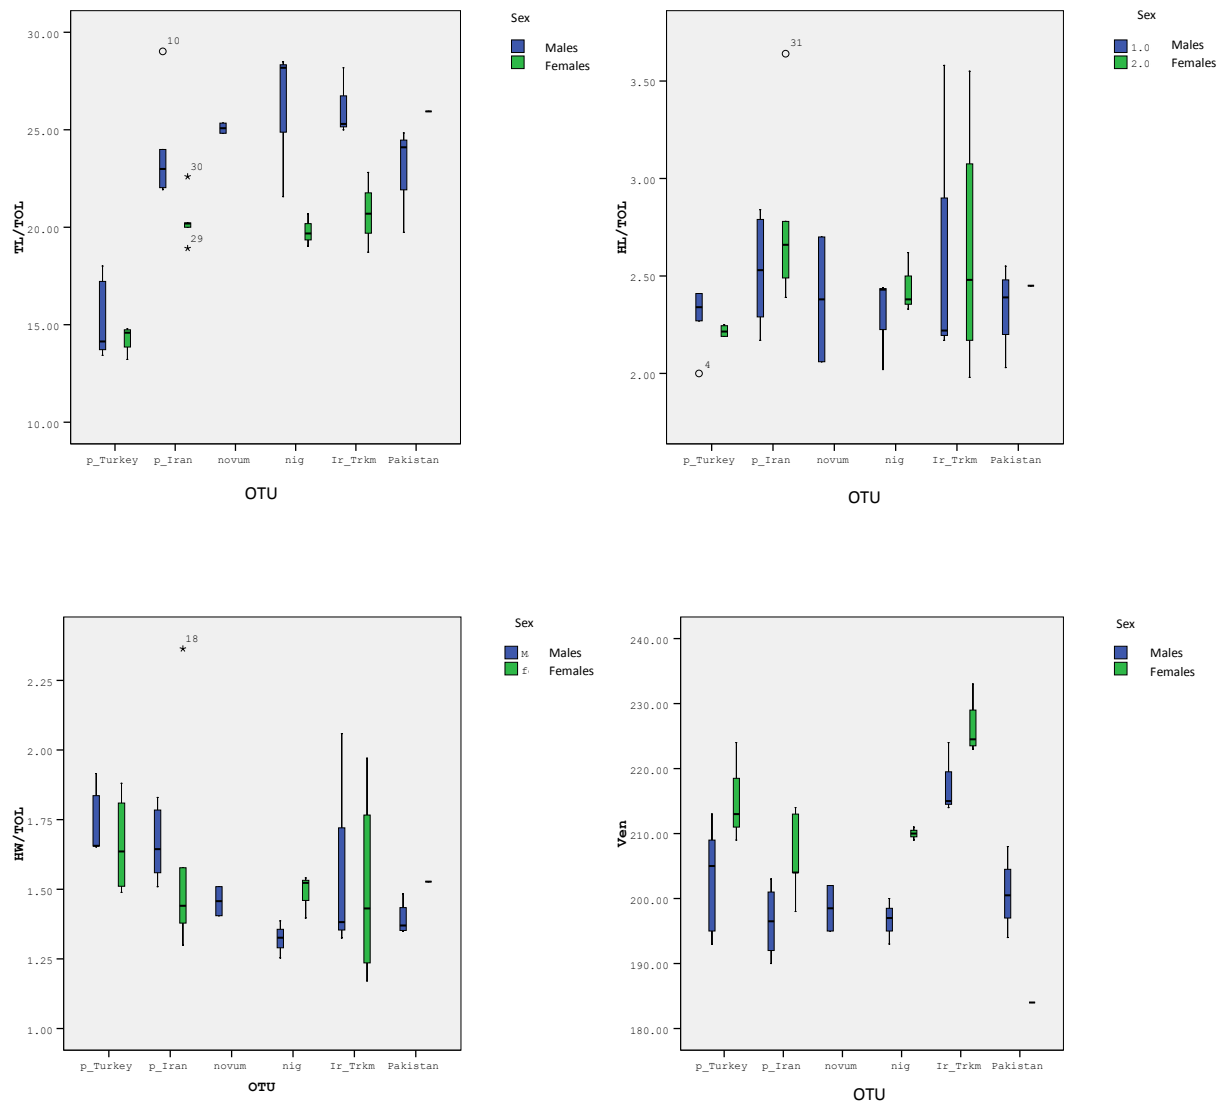 Sex
Males
Females
30.00
25.00
20.00
15.00
10.00
TL/TOL
10
30
29
p_Turkey p_Iran novum nig Ir_Trkm Pakistan
OTU
Sex
1.0 Males
2.0 Females
3.50
3.00
2.50
2.00
HL/TOL
31
4
p_Turkey p_Iran novum nig Ir_Trkm Pakistan
OTU
Sex
M Males
f Females
2.25
2.00
1.75
1.50
1.25
1.00
HW/TOL
18
p_Turkey p_Iran novum nig Ir_Trkm Pakistan
OTU
Sex
Males
Females
240.00
230.00
220.00
210.00
200.00
190.00
180.00
Ven
p_Turkey p_Iran novum nig Ir_Trkm Pakistan
OTU